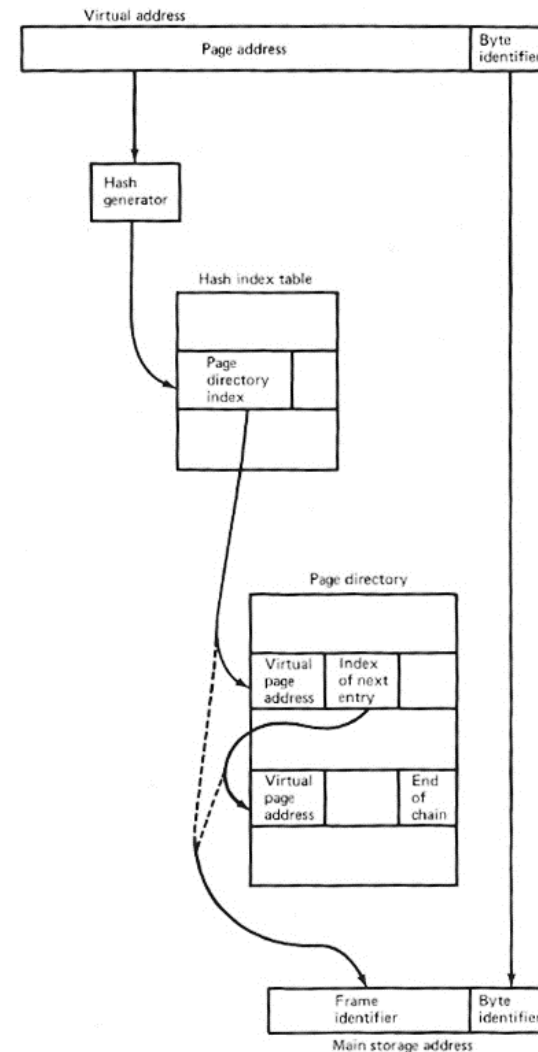 Virtual address
Page address
Byte
identifier
Hash
generator
Hash index table
Page
directory
index
Page directory
Virtual
page
address
Index
of next
entry
Virtual
page
address
End
of
chain
Frame
identifier
Byte
identifier
Main storage address